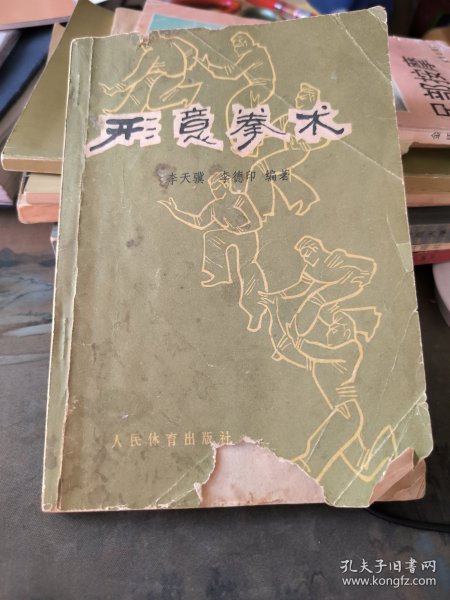 形意拳术
李天骥 李德印 编著
人民体育出版社
孔夫子旧书网
www.kongfz.com